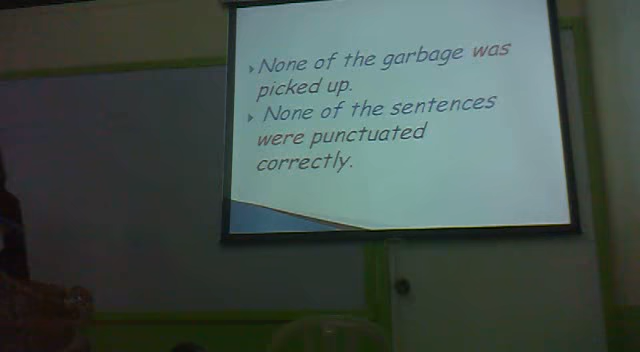 None of the garbage was
picked up.
None of the sentences
were punctuated
correctly.